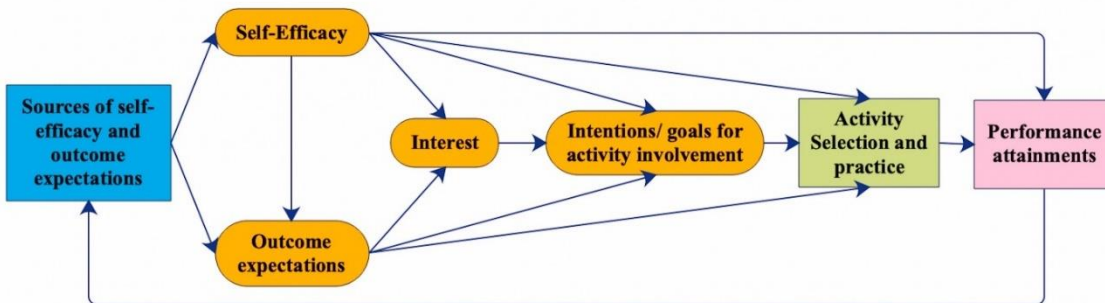 Self-Efficacy
Sources of self-
efficacy and
outcome
expectations
Interest
Intentions/ goals for
activity involvement
Activity
Selection and
practice
Performance
attainments
Outcome
expectations